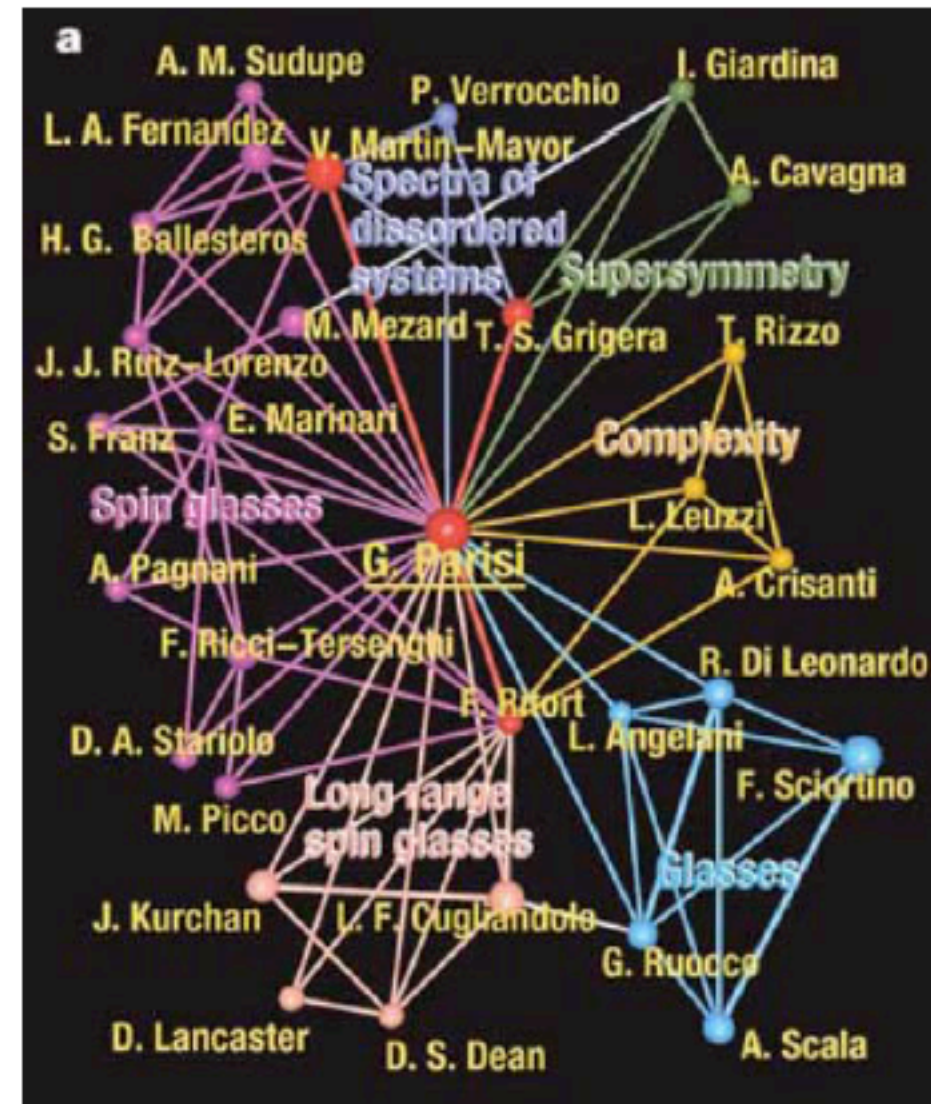 a
A. M. Sudupe
P. Verrocchio
I. Giardina
L. A. Fernandez
V. Martin–Mayor
A. Cavagna
Spectra of
dissordered
systems
H. G. Ballesteros
Supersymmetry
M. Mezard
T. S. Grigera
T. Rizzo
J. J. Ruiz–Lorenzo
S. Franz
E. Marinari
Complexity
Spin glasses
L. Leuzzi
G. Parisi
A. Pagnani
A. Crisanti
F. Ricci–Tersenghi
R. Di Leonardo
F. Ritort
L. Angelani
D. A. Stariolo
F. Sciortino
M. Picco
Long range
spin glasses
Glasses
J. Kurchan
L. F. Cugliandolo
G. Ruocco
D. Lancaster
D. S. Dean
A. Scala